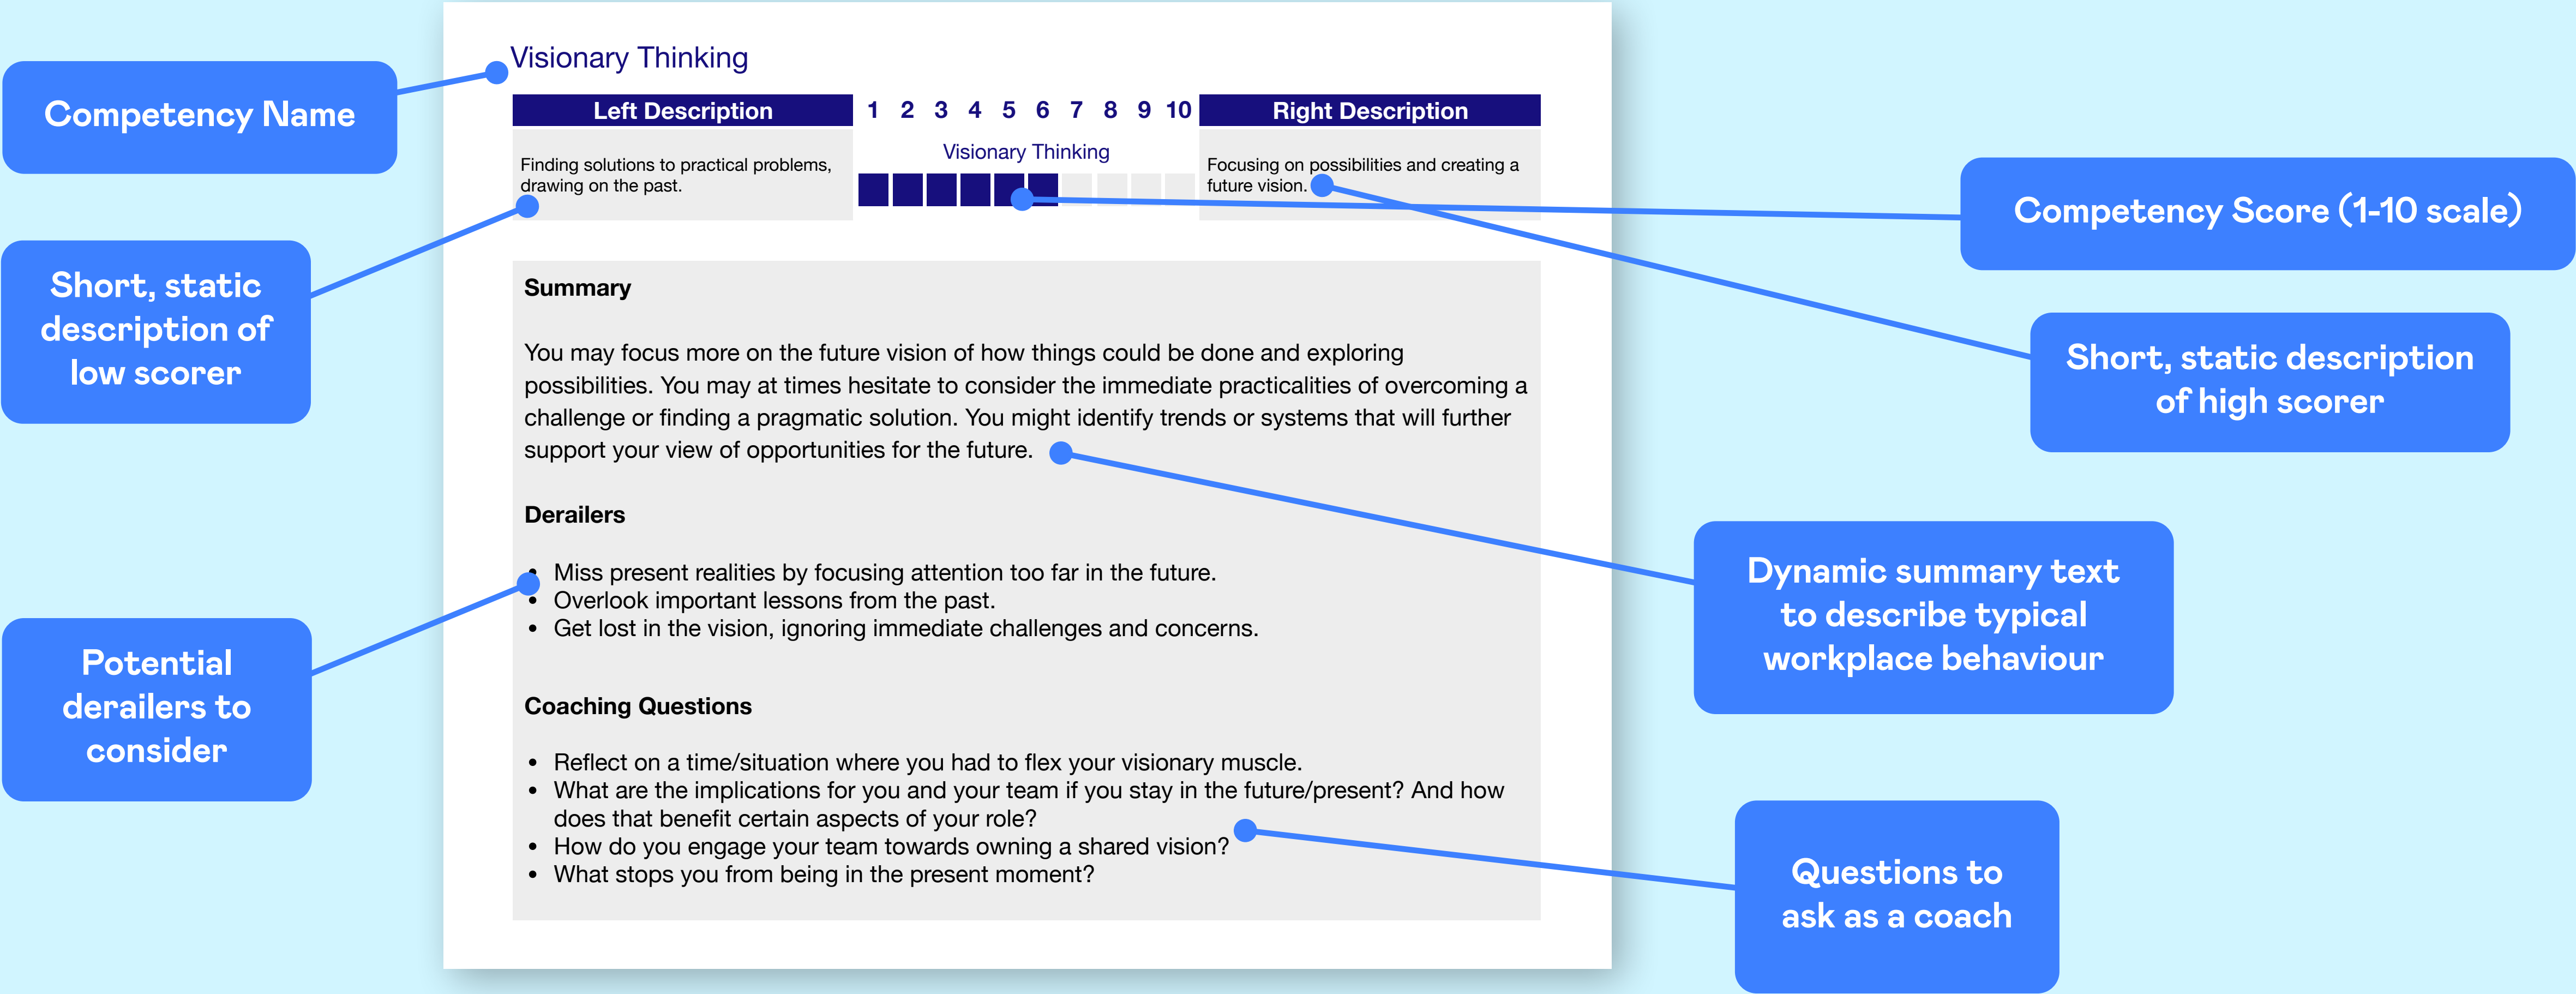 Competency Name
Short, static
description of
low scorer
Potential
derailers to
consider
Visionary Thinking
Left Description
1 2 3 4 5 6 7 8 9 10
Right Description
Finding solutions to practical problems,
drawing on the past.
Visionary Thinking
Focusing on possibilities and creating a
future vision.
Summary
You may focus more on the future vision of how things could be done and exploring
possibilities. You may at times hesitate to consider the immediate practicalities of overcoming a
challenge or finding a pragmatic solution. You might identify trends or systems that will further
support your view of opportunities for the future.
Derailers
• Miss present realities by focusing attention too far in the future.
• Overlook important lessons from the past.
• Get lost in the vision, ignoring immediate challenges and concerns.
Coaching Questions
• Reflect on a time/situation where you had to flex your visionary muscle.
• What are the implications for you and your team if you stay in the future/present? And how
does that benefit certain aspects of your role?
• How do you engage your team towards owning a shared vision?
• What stops you from being in the present moment?
Competency Score (1-10 scale)
Short, static description
of high scorer
Dynamic summary text
to describe typical
workplace behaviour
Questions to
ask as a coach